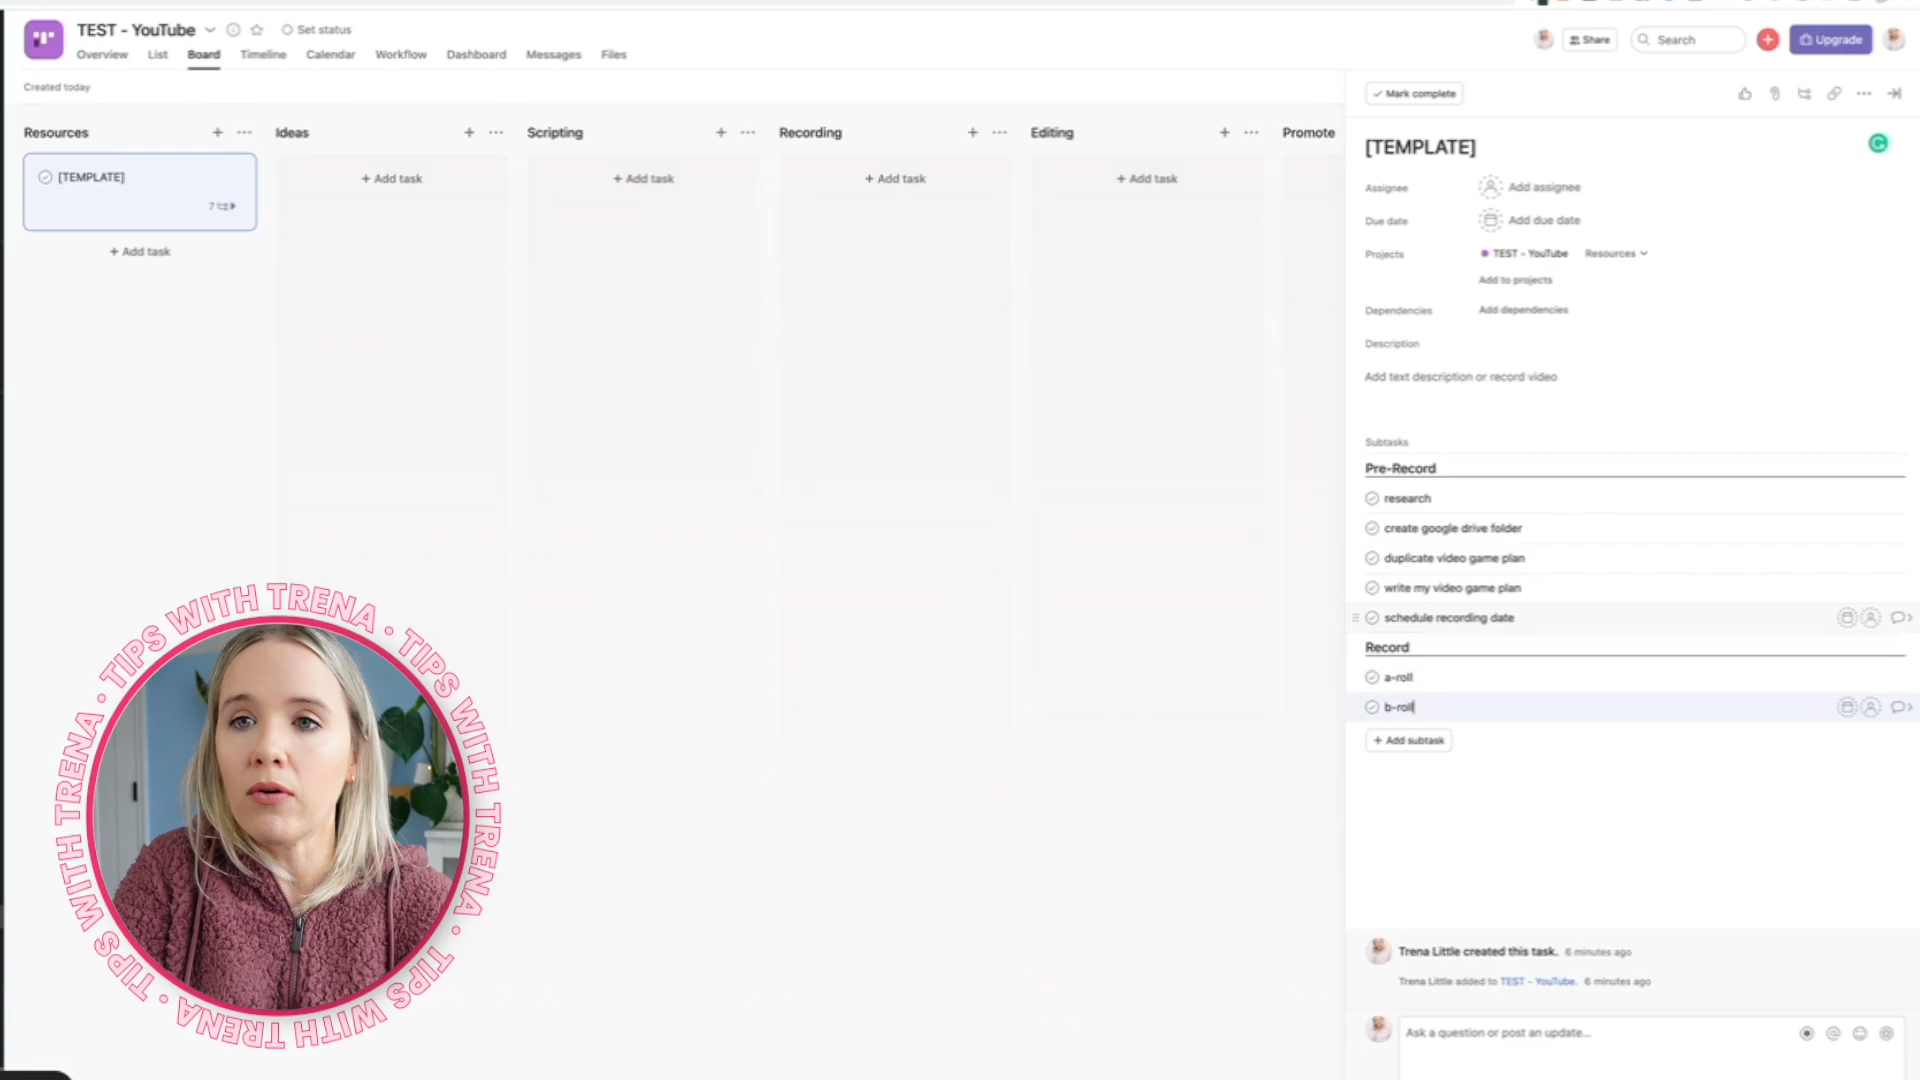 TEST - YouTube
Set status
Share
Search
Upgrade
Overview List Board Timeline Calendar Workflow Dashboard Messages Files
Created today
Mark complete
Resources
Ideas
Scripting
Recording
Editing
Promote
[TEMPLATE]
7
+ Add task
+ Add task
+ Add task
+ Add task
+ Add task
[TEMPLATE]
Assignee
Add assignee
Due date
Add due date
Projects
TEST - YouTube Resources
Add to projects
Dependencies
Add dependencies
Description
Add text description or record video
Subtasks
Pre-Record
research
create google drive folder
duplicate video game plan
write my video game plan
schedule recording date
Record
a-roll
b-roll
+ Add subtask
Trena Little created this task. 6 minutes ago
Trena Little added to TEST - YouTube. 6 minutes ago
Ask a question or post an update...
TIPS WITH TRENA • TIPS WITH TRENA • TIPS WITH TRENA • TIPS WITH TRENA •